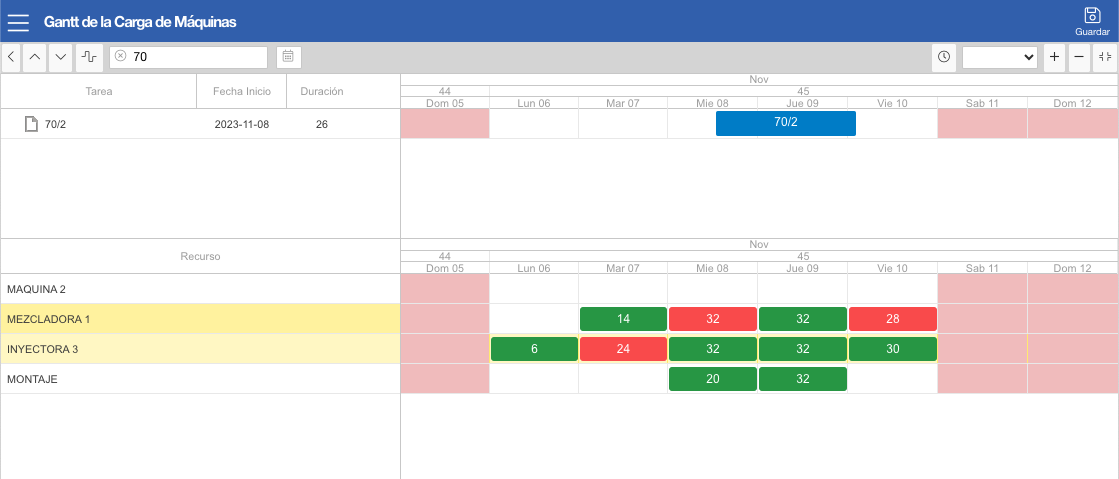 Gantt de la Carga de Máquinas
Guardar
70
Tarea Fecha Inicio Duración
Nov
44 45
Dom 05 Lun 06 Mar 07 Mie 08 Jue 09 Vie 10 Sab 11 Dom 12
70/2 2023-11-08 26 70/2
Recurso
Nov
44 45
Dom 05 Lun 06 Mar 07 Mie 08 Jue 09 Vie 10 Sab 11 Dom 12
MAQUINA 2
MEZCLADORA 1 14 32 32 28
INYECTORA 3 6 24 32 32 30
MONTAJE 20 32